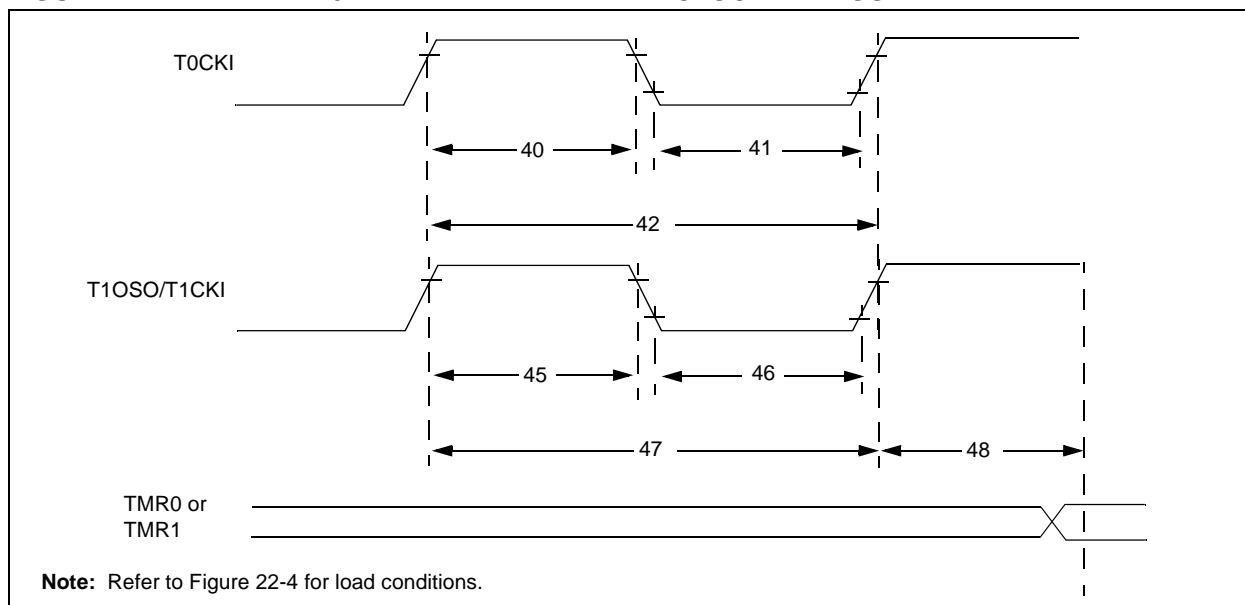 T0CKI
40
41
42
T1OSO/T1CKI
45
46
47
48
TMR0 or
TMR1
Note: Refer to Figure 22-4 for load conditions.